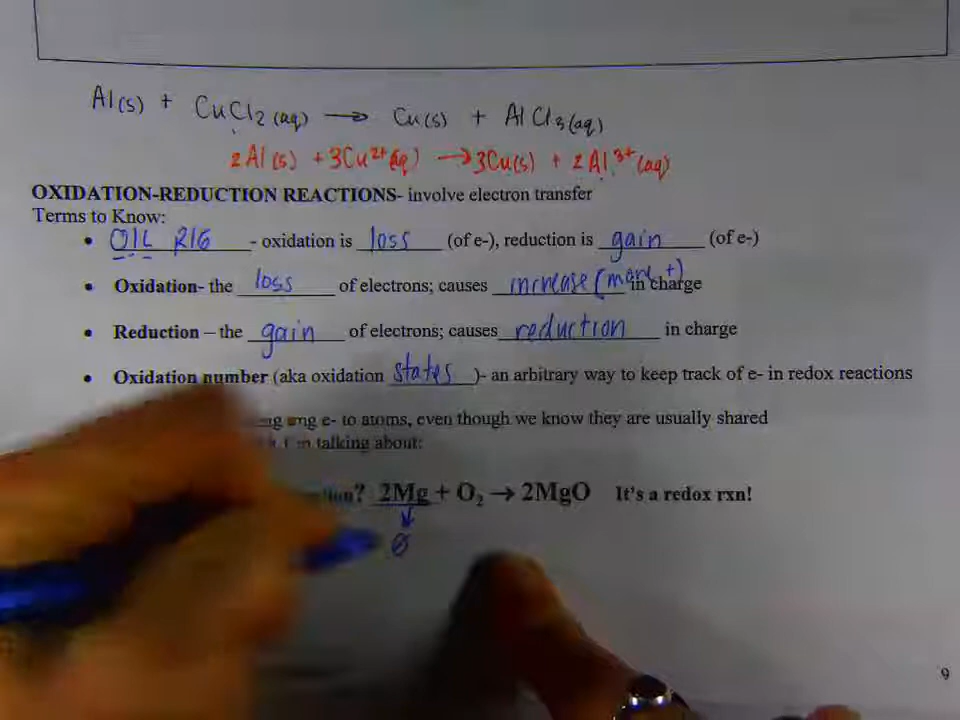 Al(s) + CuCl2(aq) → Cu(s) + AlCl3(aq)
2Al(s) + 3Cu²⁺(aq) → 3Cu(s) + 2Al³⁺(aq)
OXIDATION-REDUCTION REACTIONS- involve electron transfer
Terms to Know:
• OIL RIG - oxidation is loss (of e-), reduction is gain (of e-)
• Oxidation- the loss of electrons; causes increase (more +) in charge
• Reduction – the gain of electrons; causes reduction in charge
• Oxidation number (aka oxidation states)- an arbitrary way to keep track of e- in redox reactions
e- to atoms, even though we know they are usually shared
talking about:
? 2Mg + O₂ → 2MgO It's a redox rxn!
↓
0
9